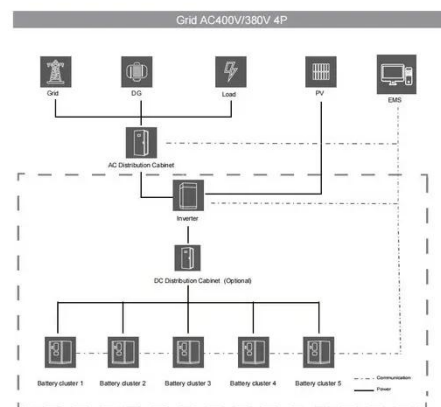 Grid AC400V/380V 4P
Grid
DG
Load
PV
EMS
AC Distribution Cabinet
Inverter
DC Distribution Cabinet (Optional)
Battery cluster 1
Battery cluster 2
Battery cluster 3
Battery cluster 4
Battery cluster 5
Communication
Power